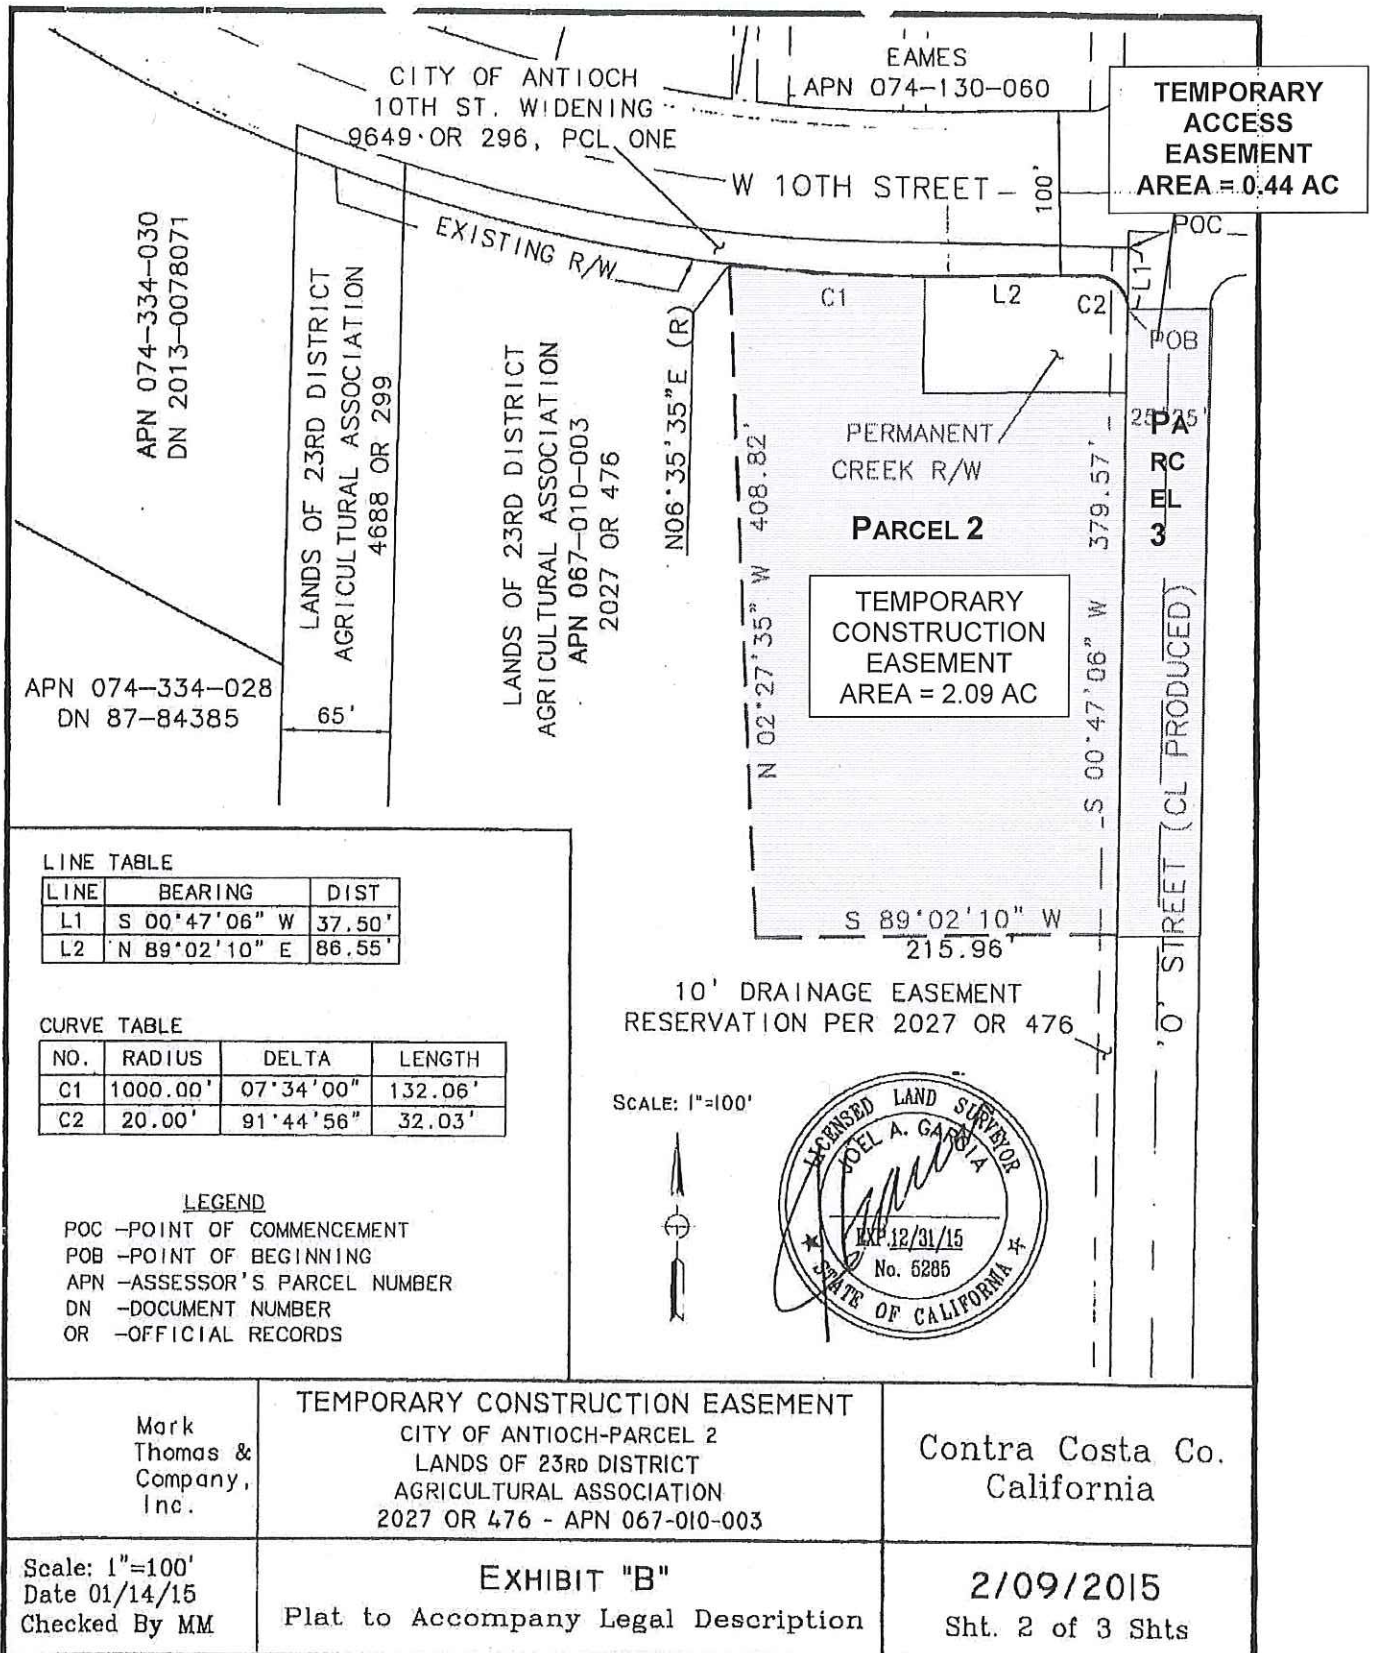 CITY OF ANTIOCH
10TH ST. WIDENING
9649 OR 296, PCL ONE
EAMES
APN 074-130-060
TEMPORARY
ACCESS
EASEMENT
AREA = 0.44 AC
W 10TH STREET
100'
POC
EXISTING R/W
APN 074-334-030
DN 2013-0078071
LANDS OF 23RD DISTRICT
AGRICULTURAL ASSOCIATION
4688 OR 299
LANDS OF 23RD DISTRICT
AGRICULTURAL ASSOCIATION
APN 067-010-003
2027 OR 476
N06°35'35"E (R)
C1
L2
C2
L1
POB
25' 25'
PERMANENT
CREEK R/W
N 02°27'35" W 408.82'
PARCEL 2
TEMPORARY
CONSTRUCTION
EASEMENT
AREA = 2.09 AC
S 00°47'06" W 379.57'
PA
RC
EL
3
'O' STREET (CL PRODUCED)
APN 074-334-028
DN 87-84385
65'
S 89°02'10" W
215.96'
10' DRAINAGE EASEMENT
RESERVATION PER 2027 OR 476
LINE TABLE
LINE BEARING DIST
L1 S 00°47'06" W 37.50'
L2 N 89°02'10" E 86.55'
CURVE TABLE
NO. RADIUS DELTA LENGTH
C1 1000.00' 07°34'00" 132.06'
C2 20.00' 91°44'56" 32.03'
LEGEND
POC -POINT OF COMMENCEMENT
POB -POINT OF BEGINNING
APN -ASSESSOR'S PARCEL NUMBER
DN -DOCUMENT NUMBER
OR -OFFICIAL RECORDS
SCALE: 1"=100'
LICENSED LAND SURVEYOR
JOEL A. GARCIA
EXP.12/31/15
No. 5285
STATE OF CALIFORNIA
Mark
Thomas &
Company,
Inc.
TEMPORARY CONSTRUCTION EASEMENT
CITY OF ANTIOCH-PARCEL 2
LANDS OF 23RD DISTRICT
AGRICULTURAL ASSOCIATION
2027 OR 476 - APN 067-010-003
Contra Costa Co.
California
Scale: 1"=100'
Date 01/14/15
Checked By MM
EXHIBIT "B"
Plat to Accompany Legal Description
2/09/2015
Sht. 2 of 3 Shts